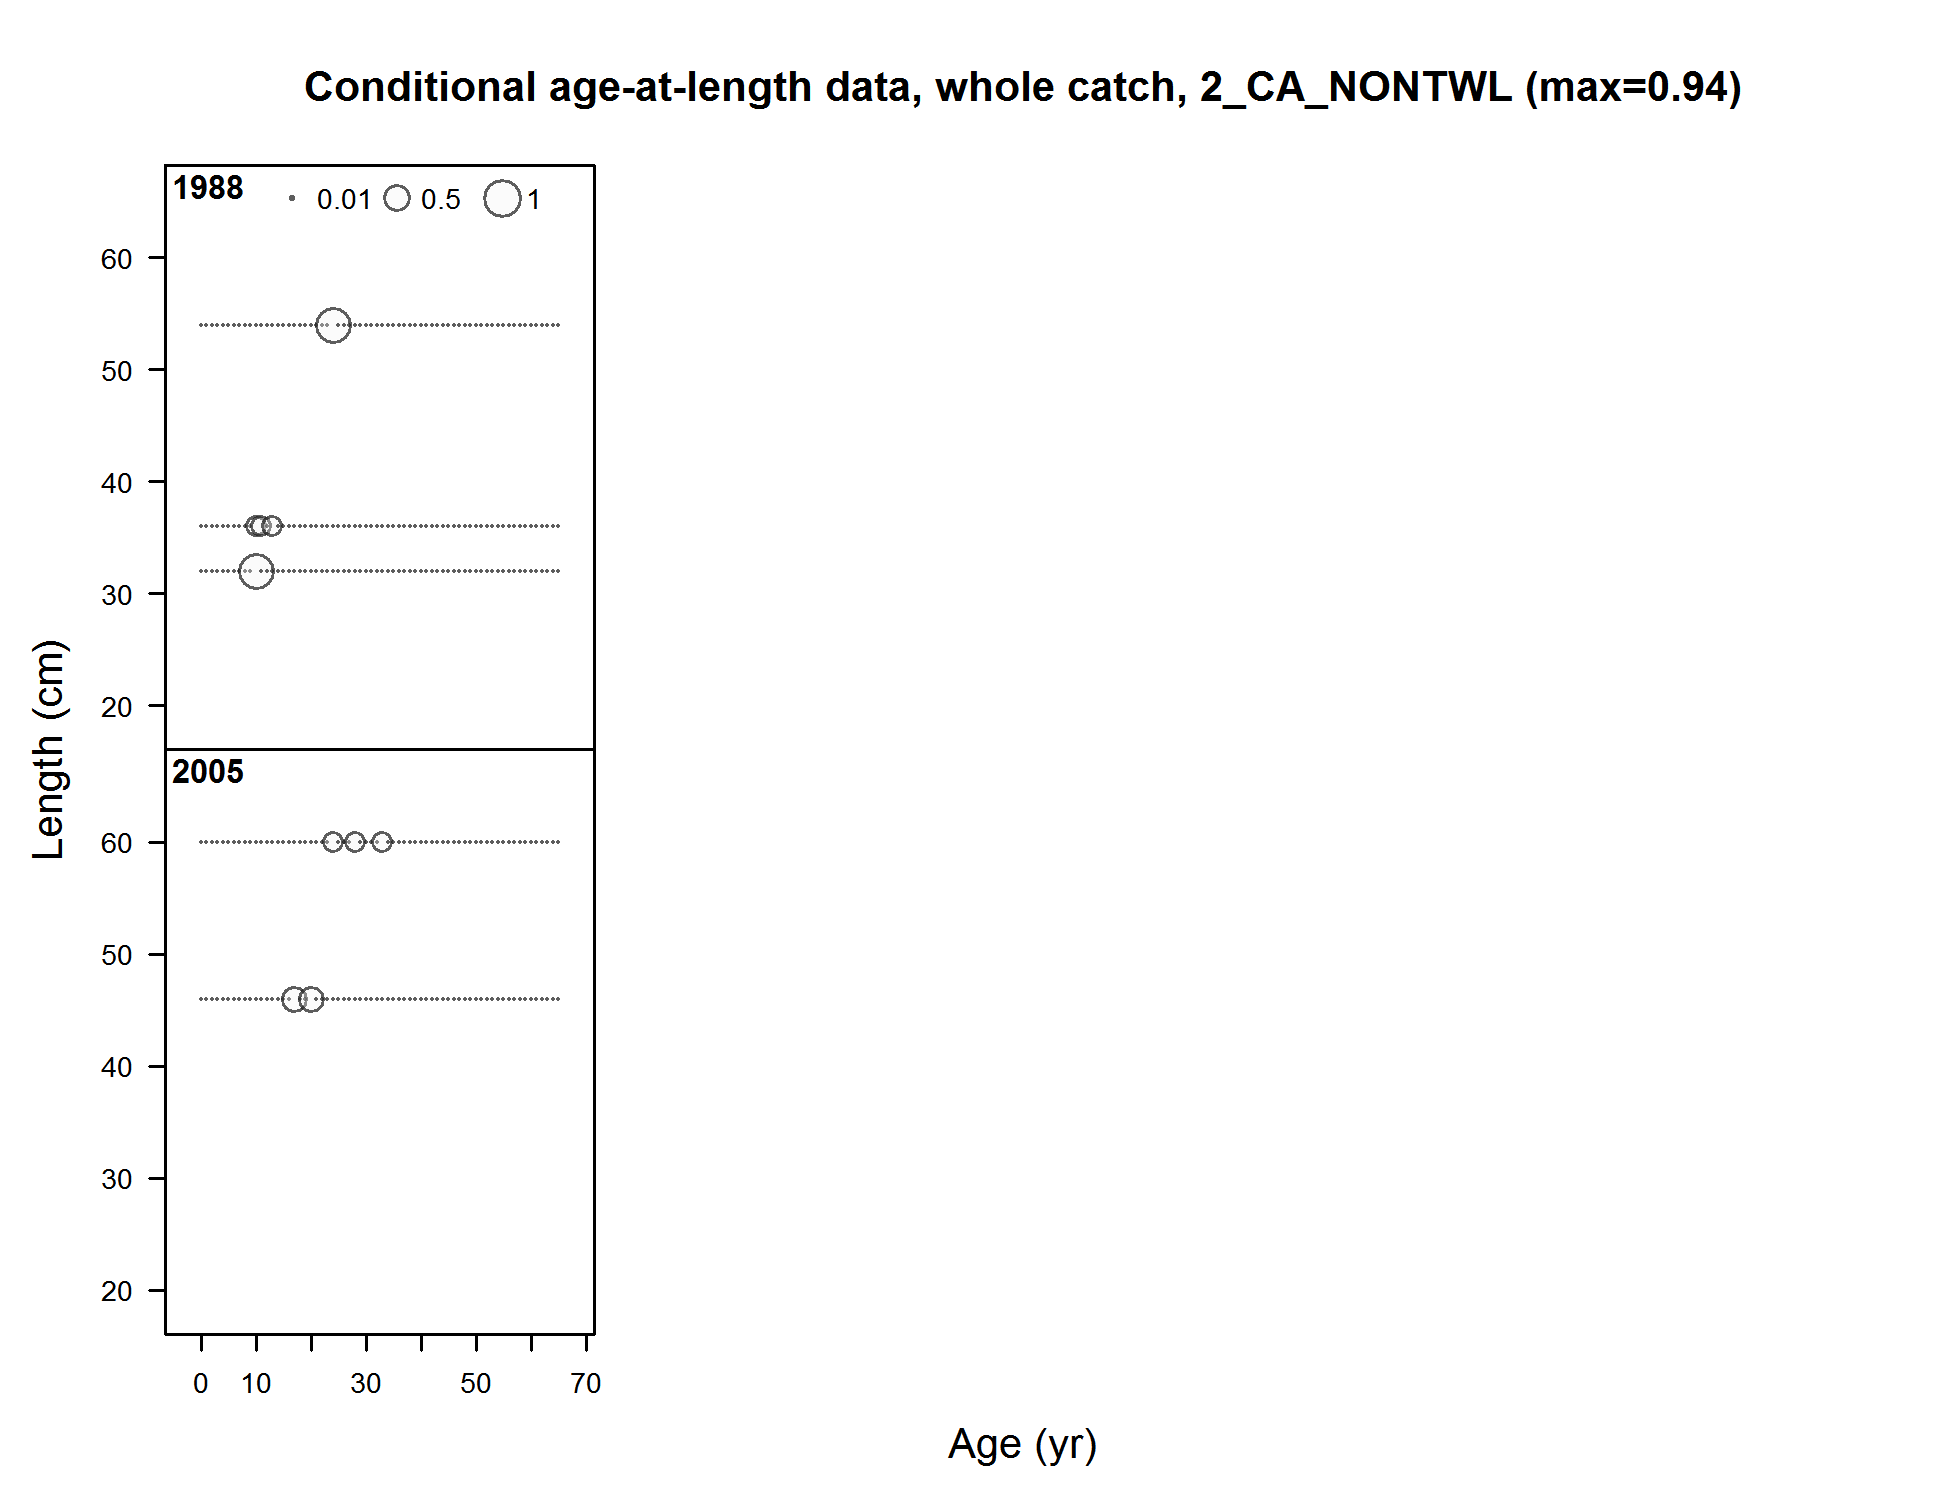 Conditional age-at-length data, whole catch, 2_CA_NONTWL (max=0.94)
1988
0.01 0.5 1
60
50
40
30
20
Length (cm)
2005
60
50
40
30
20
0 10 30 50 70
Age (yr)